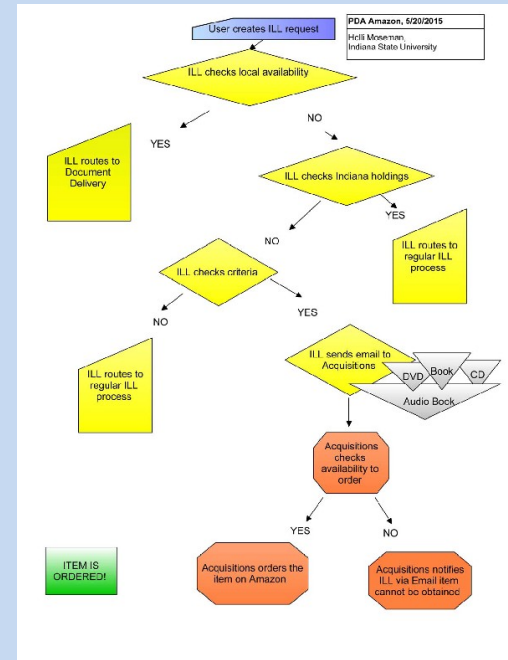 User creates ILL request
PDA Amazon, 5/20/2015
Holli Moseman,
Indiana State University
ILL checks local availability
NO
YES
ILL routes to
Document
Delivery
ILL checks Indiana holdings
YES
NO
ILL routes to
regular ILL
process
ILL checks criteria
YES
NO
ILL sends email to
Acquisitions
DVD
Book
CD
Audio Book
ILL routes to
regular ILL
process
Acquisitions
checks
availability to
order
YES
NO
ITEM IS
ORDERED!
Acquisitions orders the
item on Amazon
Acquisitions notifies
ILL via Email item
cannot be obtained